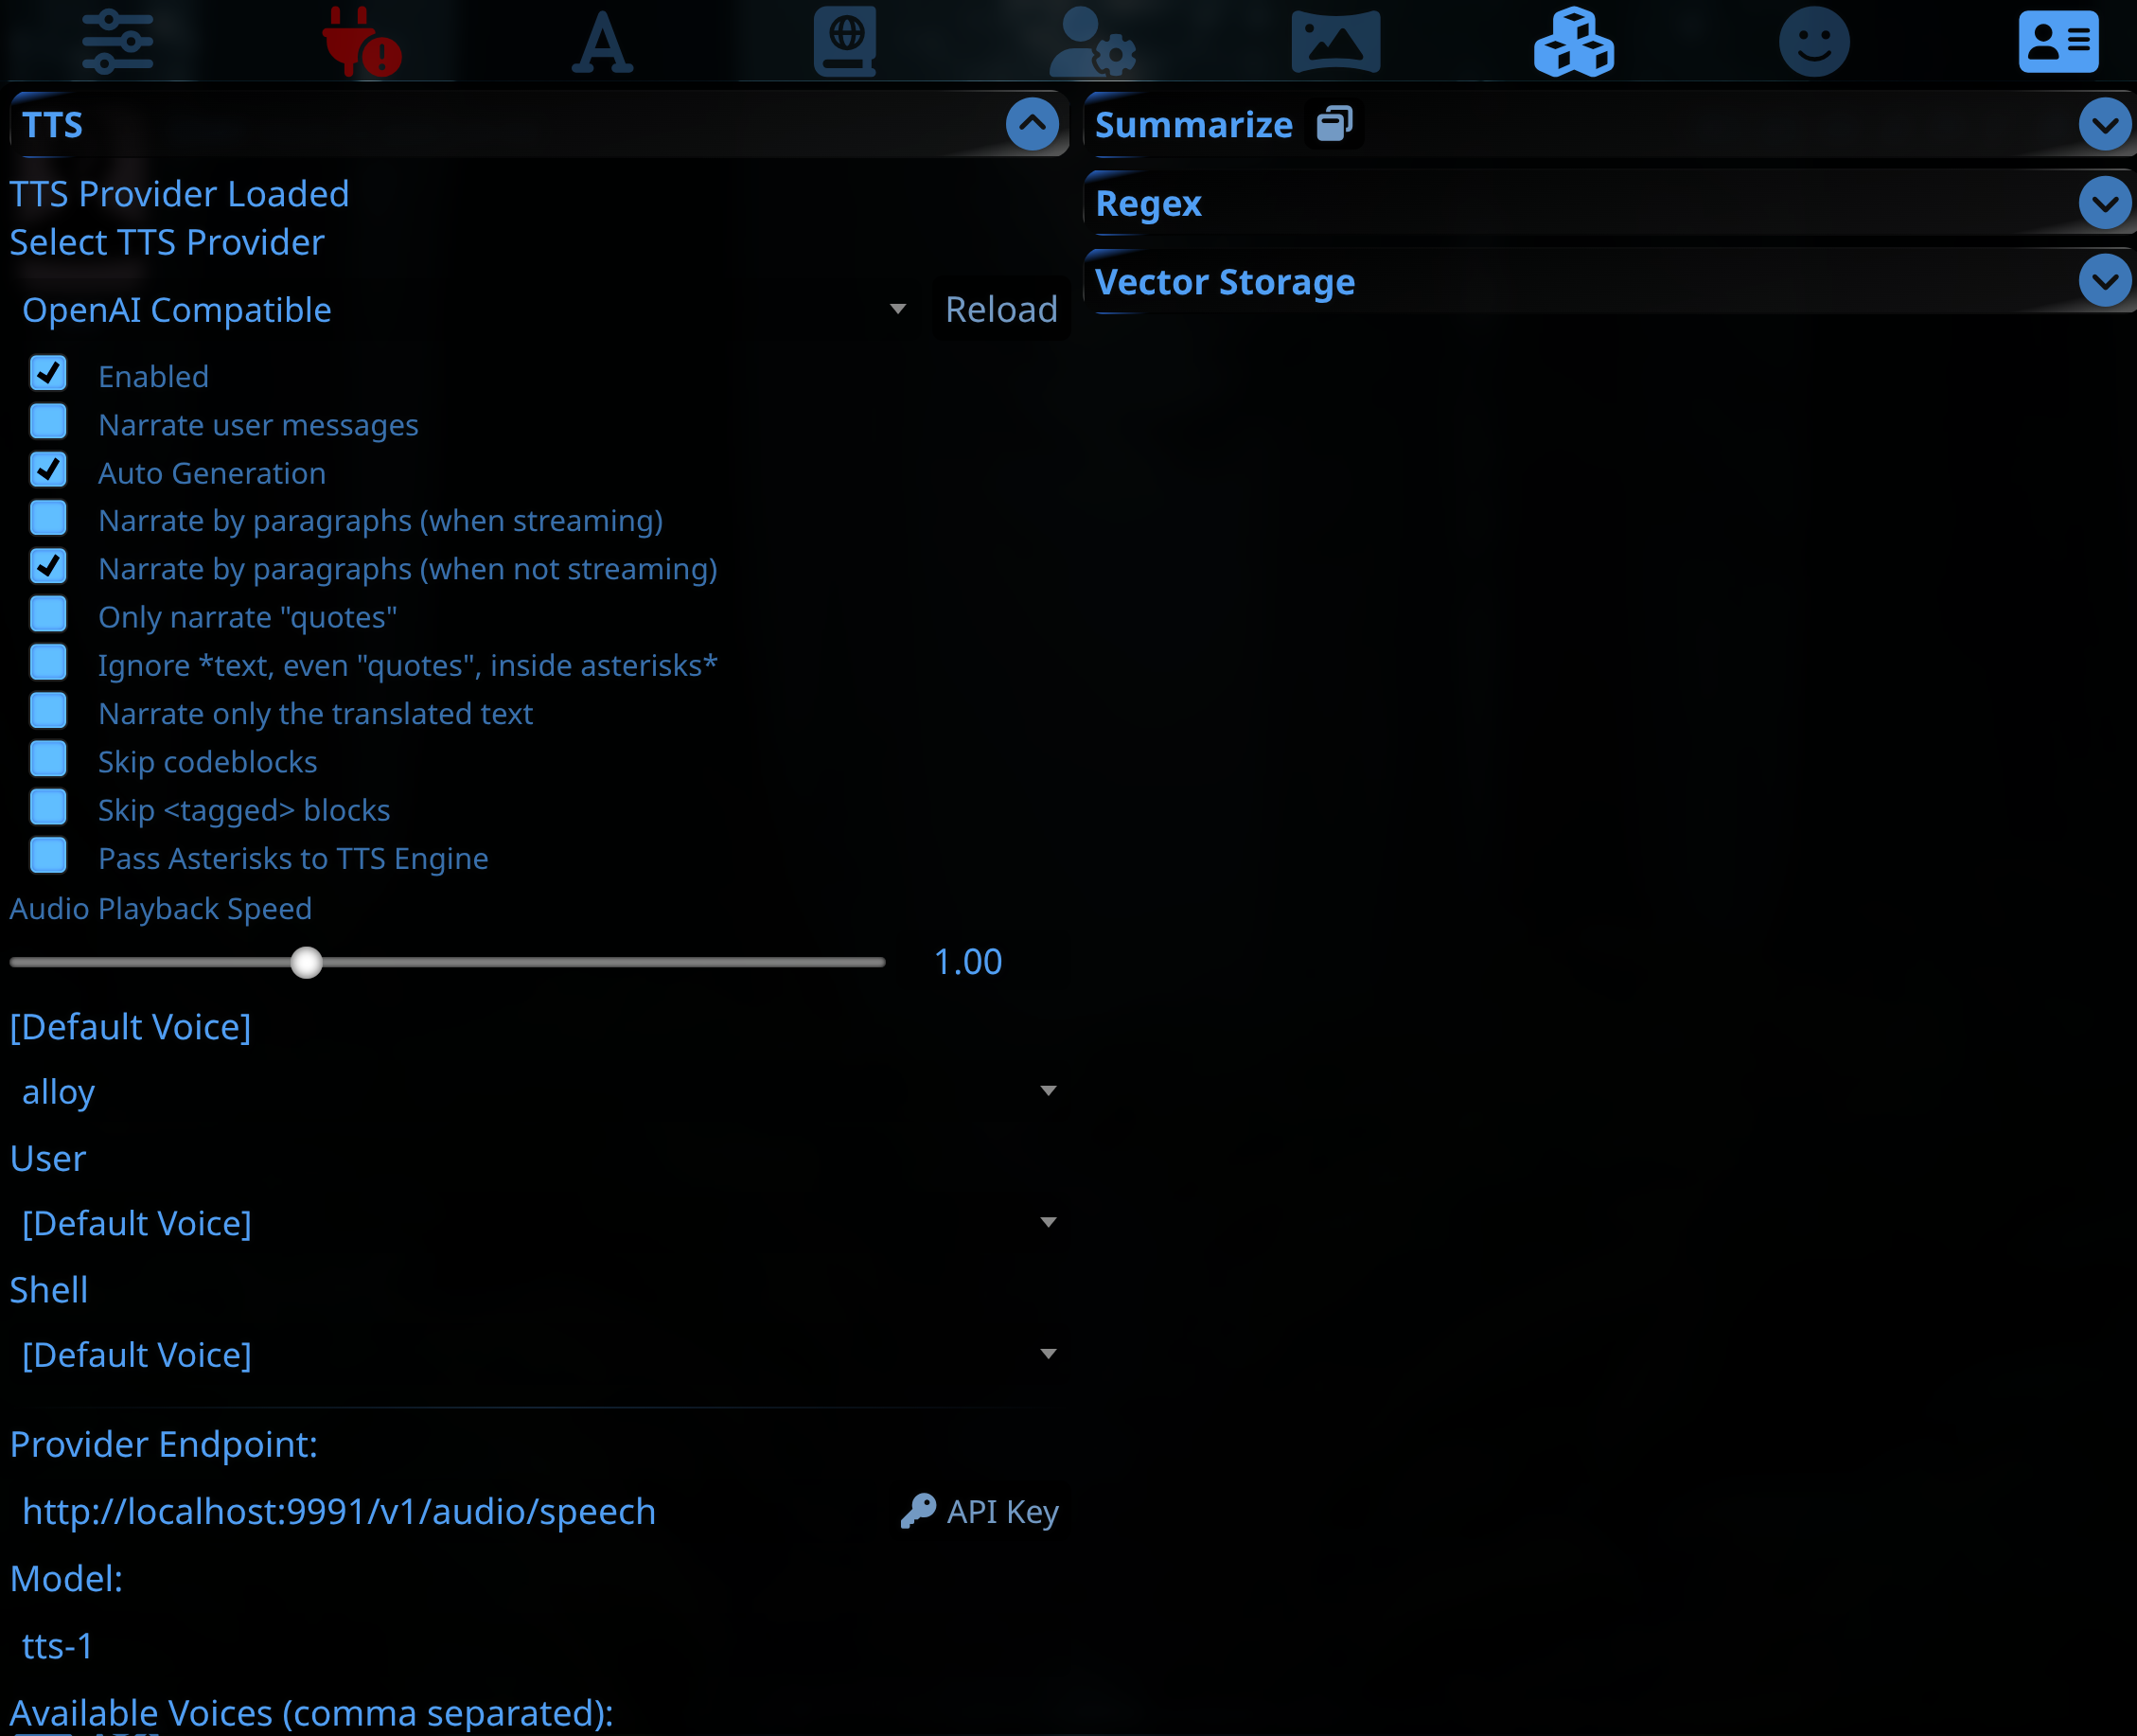 TTS
TTS Provider Loaded
Select TTS Provider
OpenAI Compatible
Reload
Enabled
Narrate user messages
Auto Generation
Narrate by paragraphs (when streaming)
Narrate by paragraphs (when not streaming)
Only narrate "quotes"
Ignore *text, even "quotes", inside asterisks*
Narrate only the translated text
Skip codeblocks
Skip <tagged> blocks
Pass Asterisks to TTS Engine
Audio Playback Speed
1.00
[Default Voice]
alloy
User
[Default Voice]
Shell
[Default Voice]
Provider Endpoint:
http://localhost:9991/v1/audio/speech
API Key
Model:
tts-1
Available Voices (comma separated):
Summarize
Regex
Vector Storage